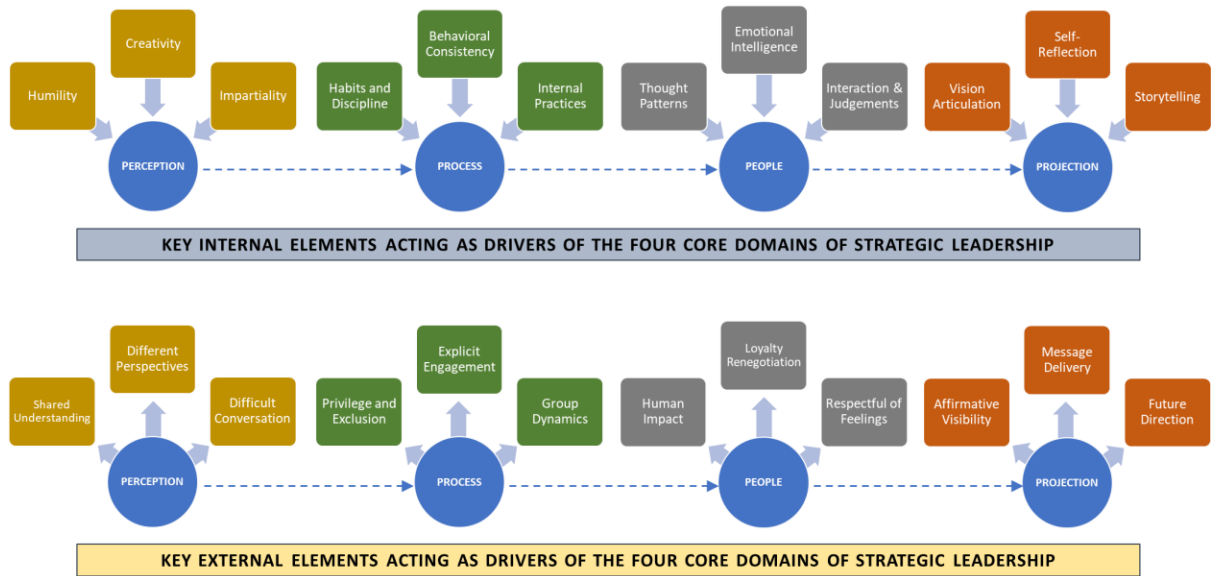 Creativity
Behavioral
Consistency
Emotional
Intelligence
Self-
Reflection
Humility
Impartiality
Habits and
Discipline
Internal
Practices
Thought
Patterns
Interaction &
Judgements
Vision
Articulation
Storytelling
PERCEPTION
PROCESS
PEOPLE
PROJECTION
KEY INTERNAL ELEMENTS ACTING AS DRIVERS OF THE FOUR CORE DOMAINS OF STRATEGIC LEADERSHIP
Different
Perspectives
Explicit
Engagement
Loyalty
Renegotiation
Message
Delivery
Shared
Understanding
Difficult
Conversation
Privilege and
Exclusion
Group
Dynamics
Human
Impact
Respectful of
Feelings
Affirmative
Visibility
Future
Direction
PERCEPTION
PROCESS
PEOPLE
PROJECTION
KEY EXTERNAL ELEMENTS ACTING AS DRIVERS OF THE FOUR CORE DOMAINS OF STRATEGIC LEADERSHIP